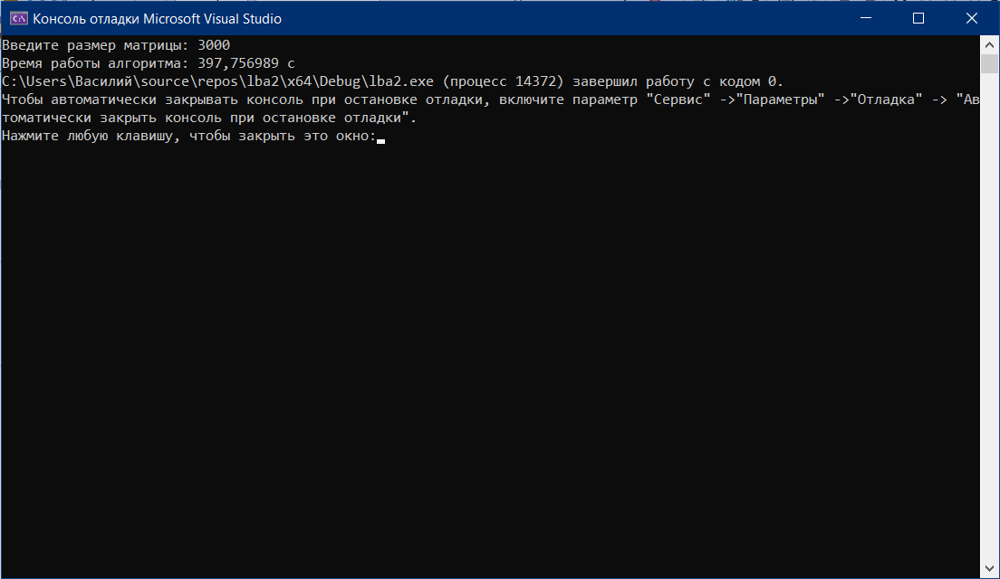 Консоль отладки Microsoft Visual Studio
Введите размер матрицы: 3000
Время работы алгоритма: 397,756989 с
C:\Users\Василий\source\repos\lba2\x64\Debug\lba2.exe (процесс 14372) завершил работу с кодом 0.
Чтобы автоматически закрывать консоль при остановке отладки, включите параметр "Сервис" ->"Параметры" ->"Отладка" -> "Ав
томатически закрыть консоль при остановке отладки".
Нажмите любую клавишу, чтобы закрыть это окно: